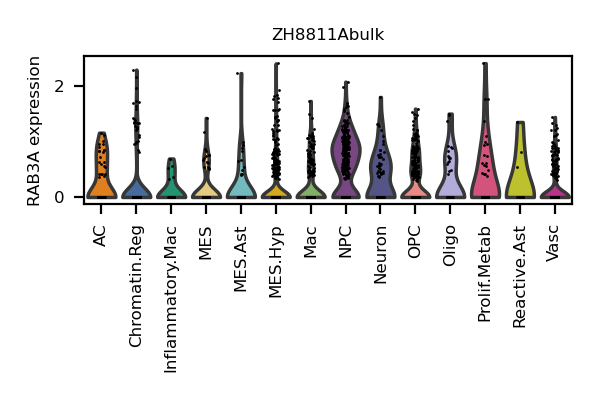 ZH8811Abulk
RAB3A expression
2
0
AC
Chromatin.Reg
Inflammatory.Mac
MES
MES.Ast
MES.Hyp
Mac
NPC
Neuron
OPC
Oligo
Prolif.Metab
Reactive.Ast
Vasc